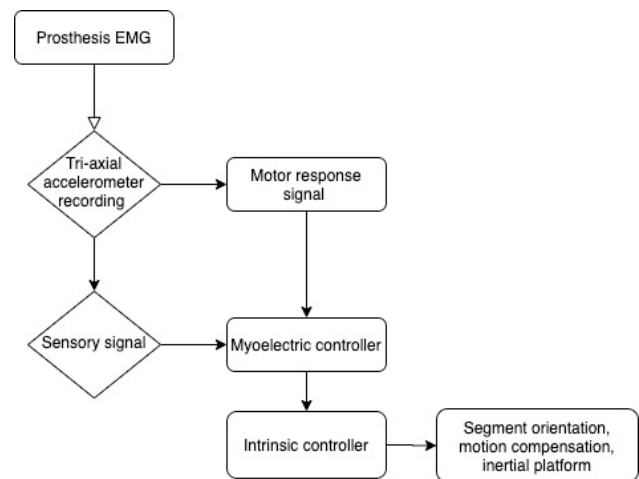 Prosthesis EMG
Tri-axial
accelerometer
recording
Motor response
signal
Sensory signal
Myoelectric controller
Intrinsic controller
Segment orientation,
motion compensation,
inertial platform